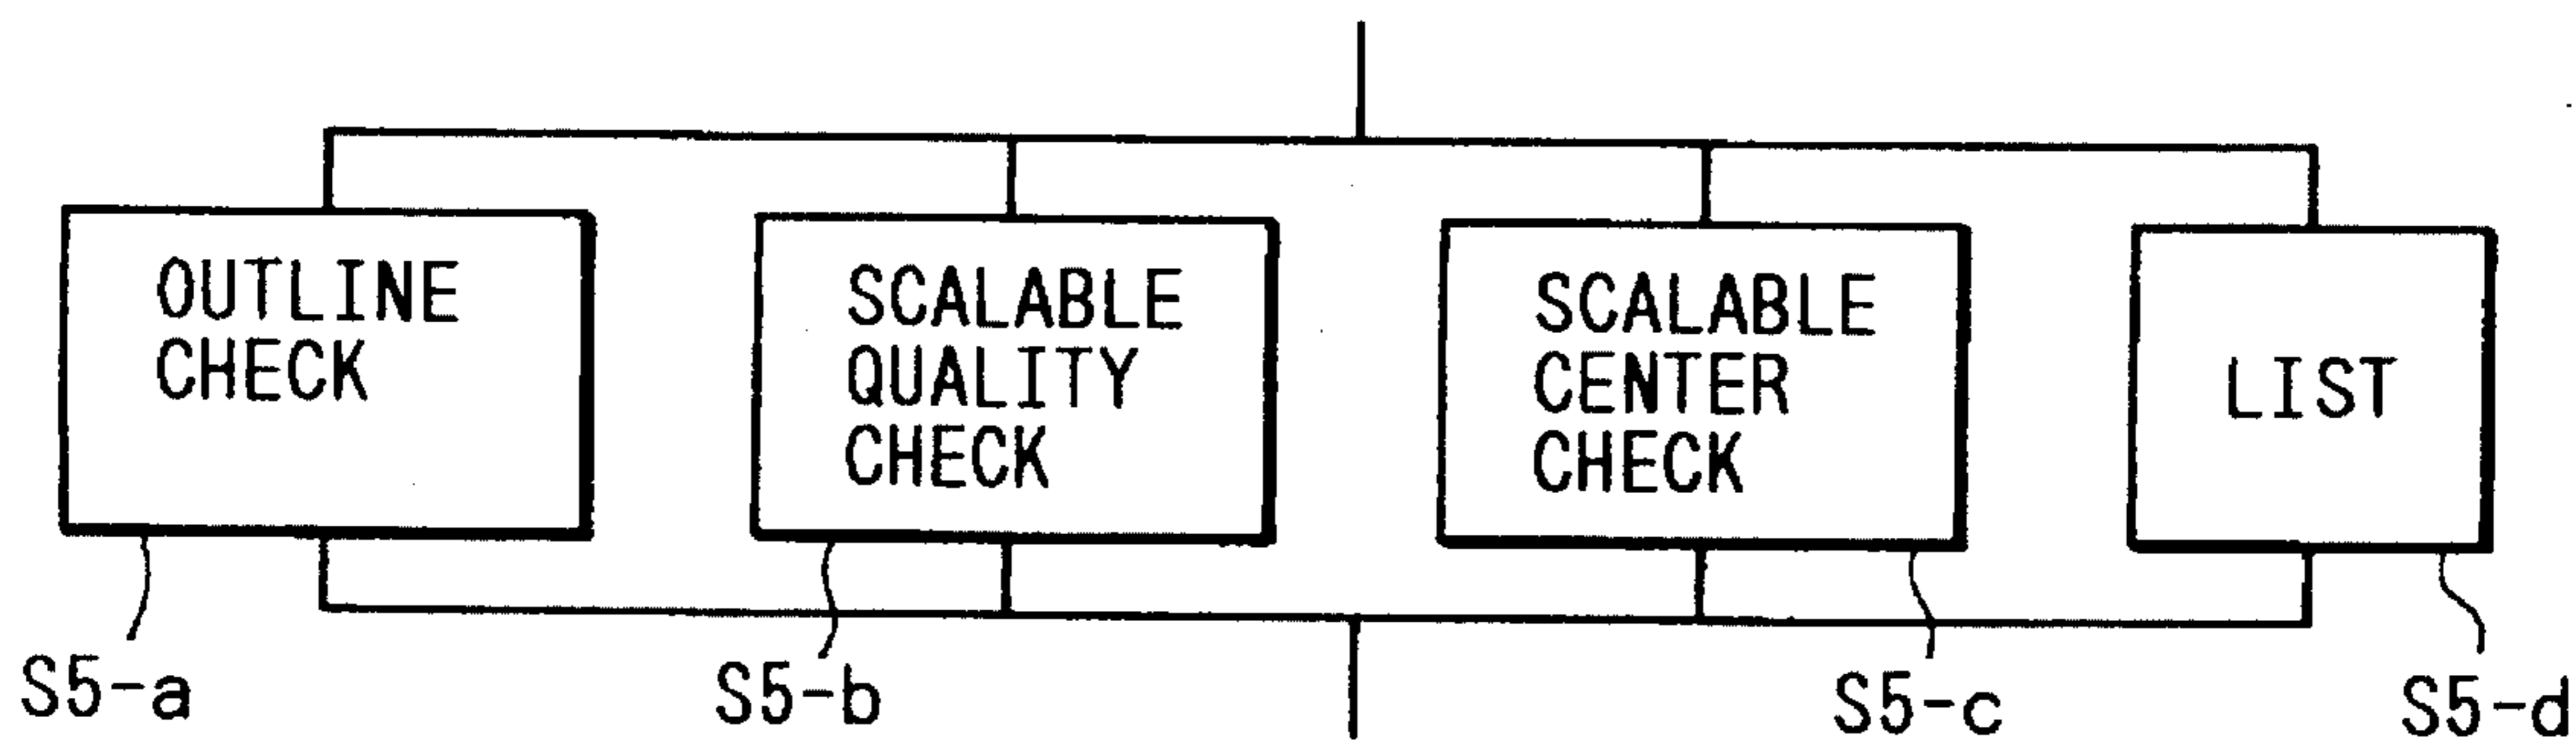 OUTLINE
CHECK
SCALABLE
QUALITY
CHECK
SCALABLE
CENTER
CHECK
LIST
S5-a
S5-b
S5-c
S5-d